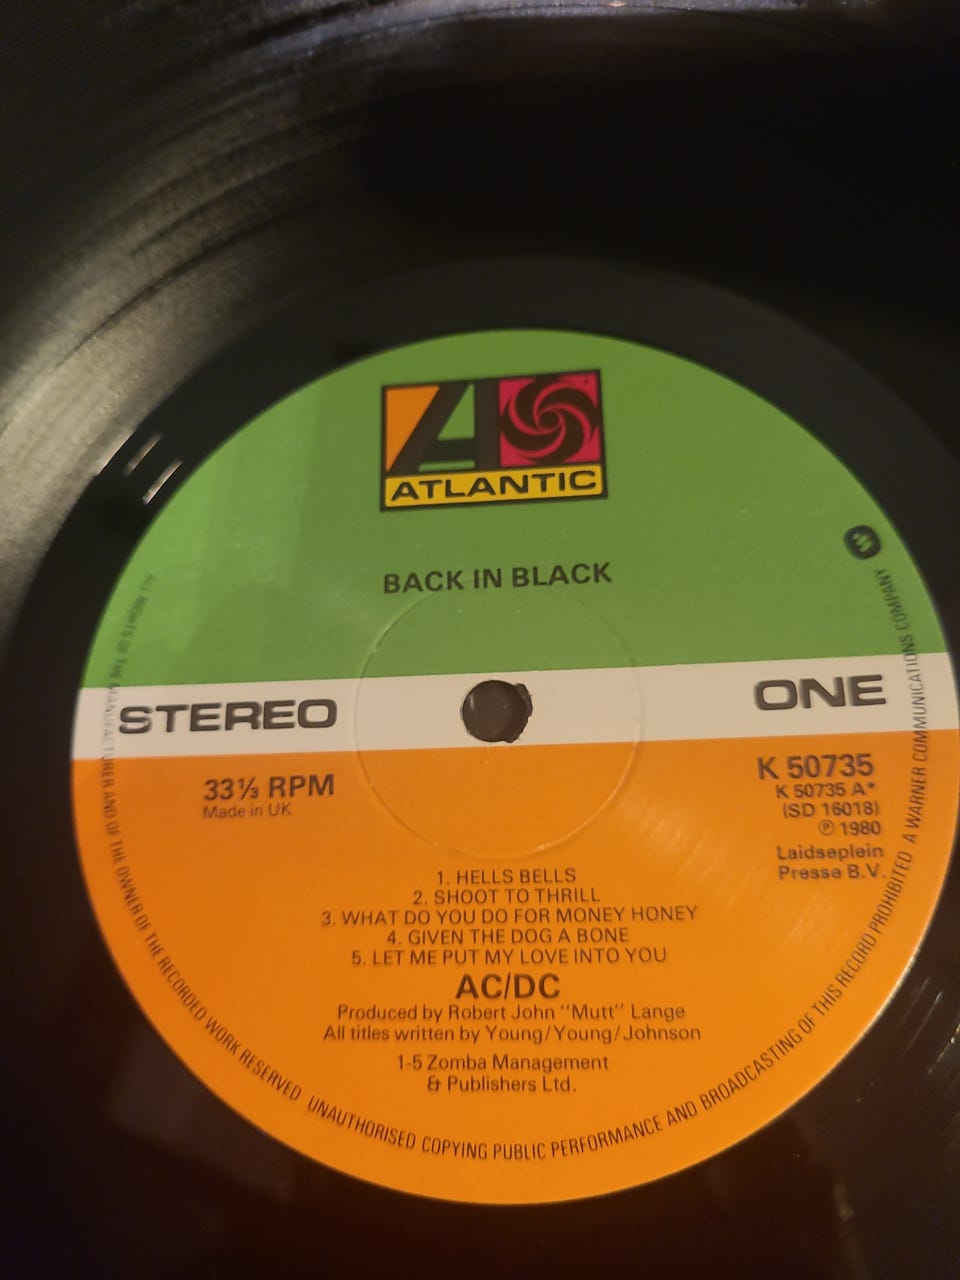 ATLANTIC
BACK IN BLACK
STEREO
ONE
33⅓ RPM
Made in UK
K 50735
K 50735 A*
(SD 16018)
℗ 1980
Laidseplein
Presse B.V.
1. HELLS BELLS
2. SHOOT TO THRILL
3. WHAT DO YOU DO FOR MONEY HONEY
4. GIVEN THE DOG A BONE
5. LET ME PUT MY LOVE INTO YOU
AC/DC
Produced by Robert John "Mutt" Lange
All titles written by Young/Young/Johnson
1-5 Zomba Management
& Publishers Ltd.
ALL RIGHTS OF THE MANUFACTURER AND OF THE OWNER OF THE RECORDED WORK RESERVED UNAUTHORISED COPYING PUBLIC PERFORMANCE AND BROADCASTING OF THIS RECORD PROHIBITED A WARNER COMMUNICATIONS COMPANY